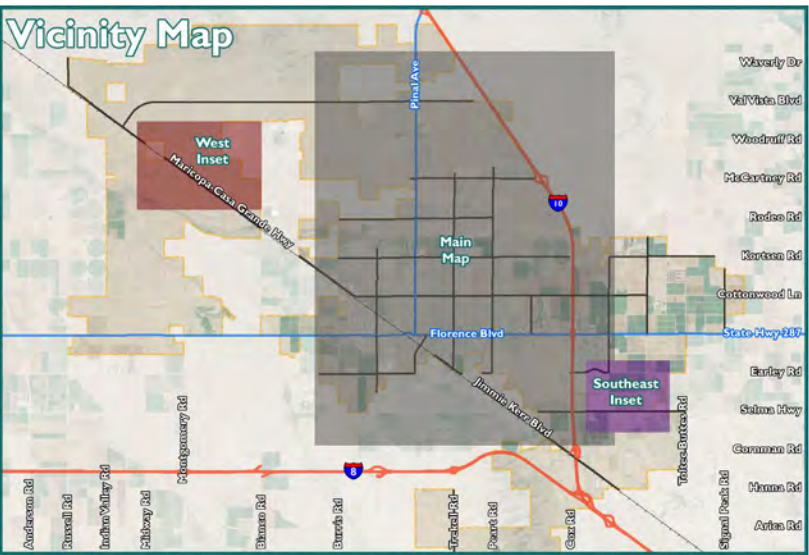 Vicinity Map
Pinal Ave
Waverly Dr
Val Vista Blvd
Woodruff Rd
McCartney Rd
Rodeo Rd
Kortsen Rd
Cottonwood Ln
State Hwy 287
Earley Rd
Selma Hwy
Cornman Rd
Hanna Rd
Arica Rd
West
Inset
Maricopa-Casa Grande Hwy
10
Main
Map
Florence Blvd
Jimmie Kerr Blvd
Southeast
Inset
8
Anderson Rd
Russell Rd
Indian Valley Rd
Midway Rd
Montgomery Rd
Bianco Rd
Burris Rd
Trekell Rd
Peart Rd
Cox Rd
Toltec Buttes Rd
Signal Peak Rd